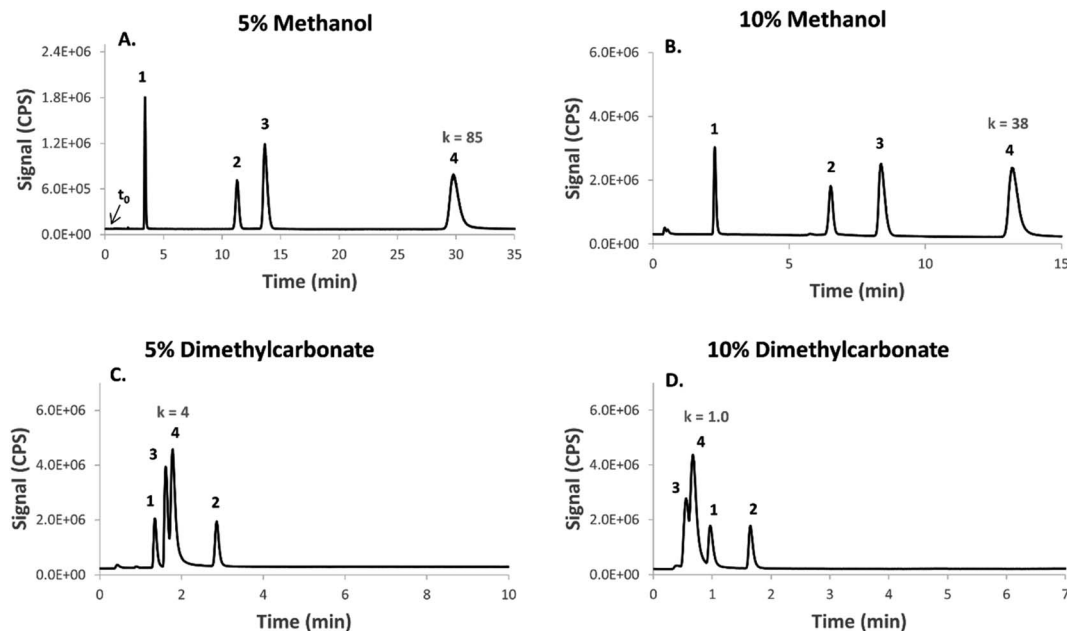 5% Methanol
A.
2.4E+06
1.8E+06
1.2E+06
6.0E+05
0.0E+00
Signal (CPS)
1
2
3
k = 85
4
t0
0 5 10 15 20 25 30 35
Time (min)
10% Methanol
B.
6.0E+06
4.0E+06
2.0E+06
0.0E+00
Signal (CPS)
1
2
3
k = 38
4
0 5 10 15
Time (min)
5% Dimethylcarbonate
C.
6.0E+06
4.0E+06
2.0E+06
0.0E+00
Signal (CPS)
k = 4
4
3
1
2
0 2 4 6 8 10
Time (min)
10% Dimethylcarbonate
D.
6.0E+06
4.0E+06
2.0E+06
0.0E+00
Signal (CPS)
k = 1.0
4
3
1
2
0 1 2 3 4 5 6 7
Time (min)